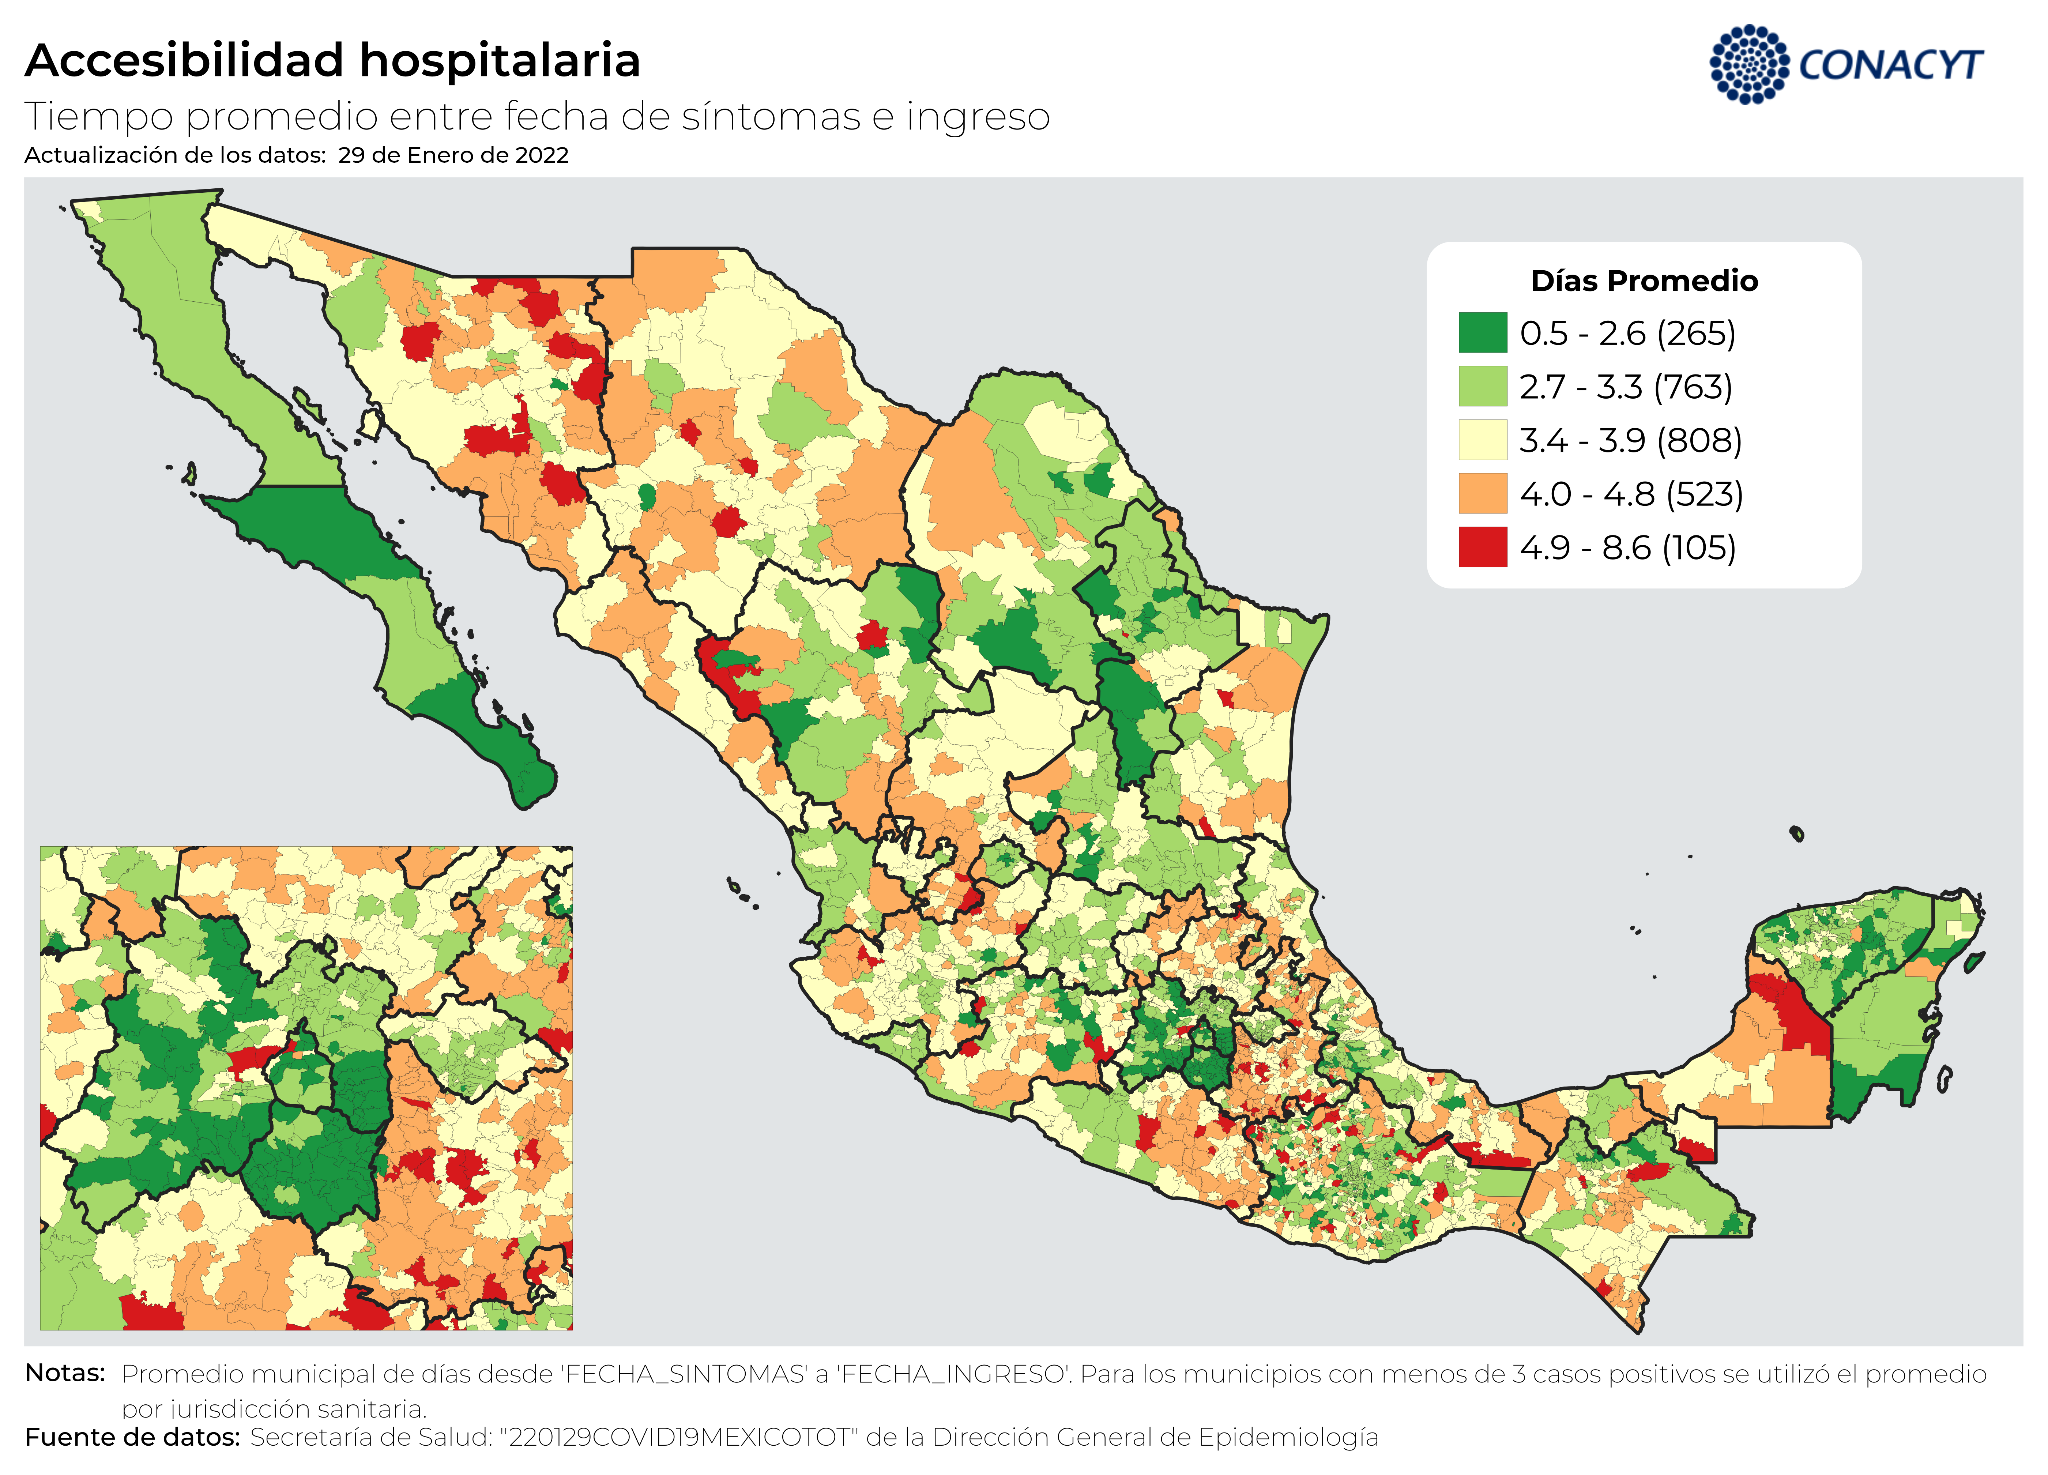 Accesibilidad hospitalaria
CONACYT
Tiempo promedio entre fecha de síntomas e ingreso
Actualización de los datos: 29 de Enero de 2022
Días Promedio
0.5 - 2.6 (265)
2.7 - 3.3 (763)
3.4 - 3.9 (808)
4.0 - 4.8 (523)
4.9 - 8.6 (105)
Notas: Promedio municipal de días desde 'FECHA_SINTOMAS' a 'FECHA_INGRESO'. Para los municipios con menos de 3 casos positivos se utilizó el promedio
por jurisdicción sanitaria.
Fuente de datos: Secretaría de Salud: "220129COVID19MEXICOTOT" de la Dirección General de Epidemiología